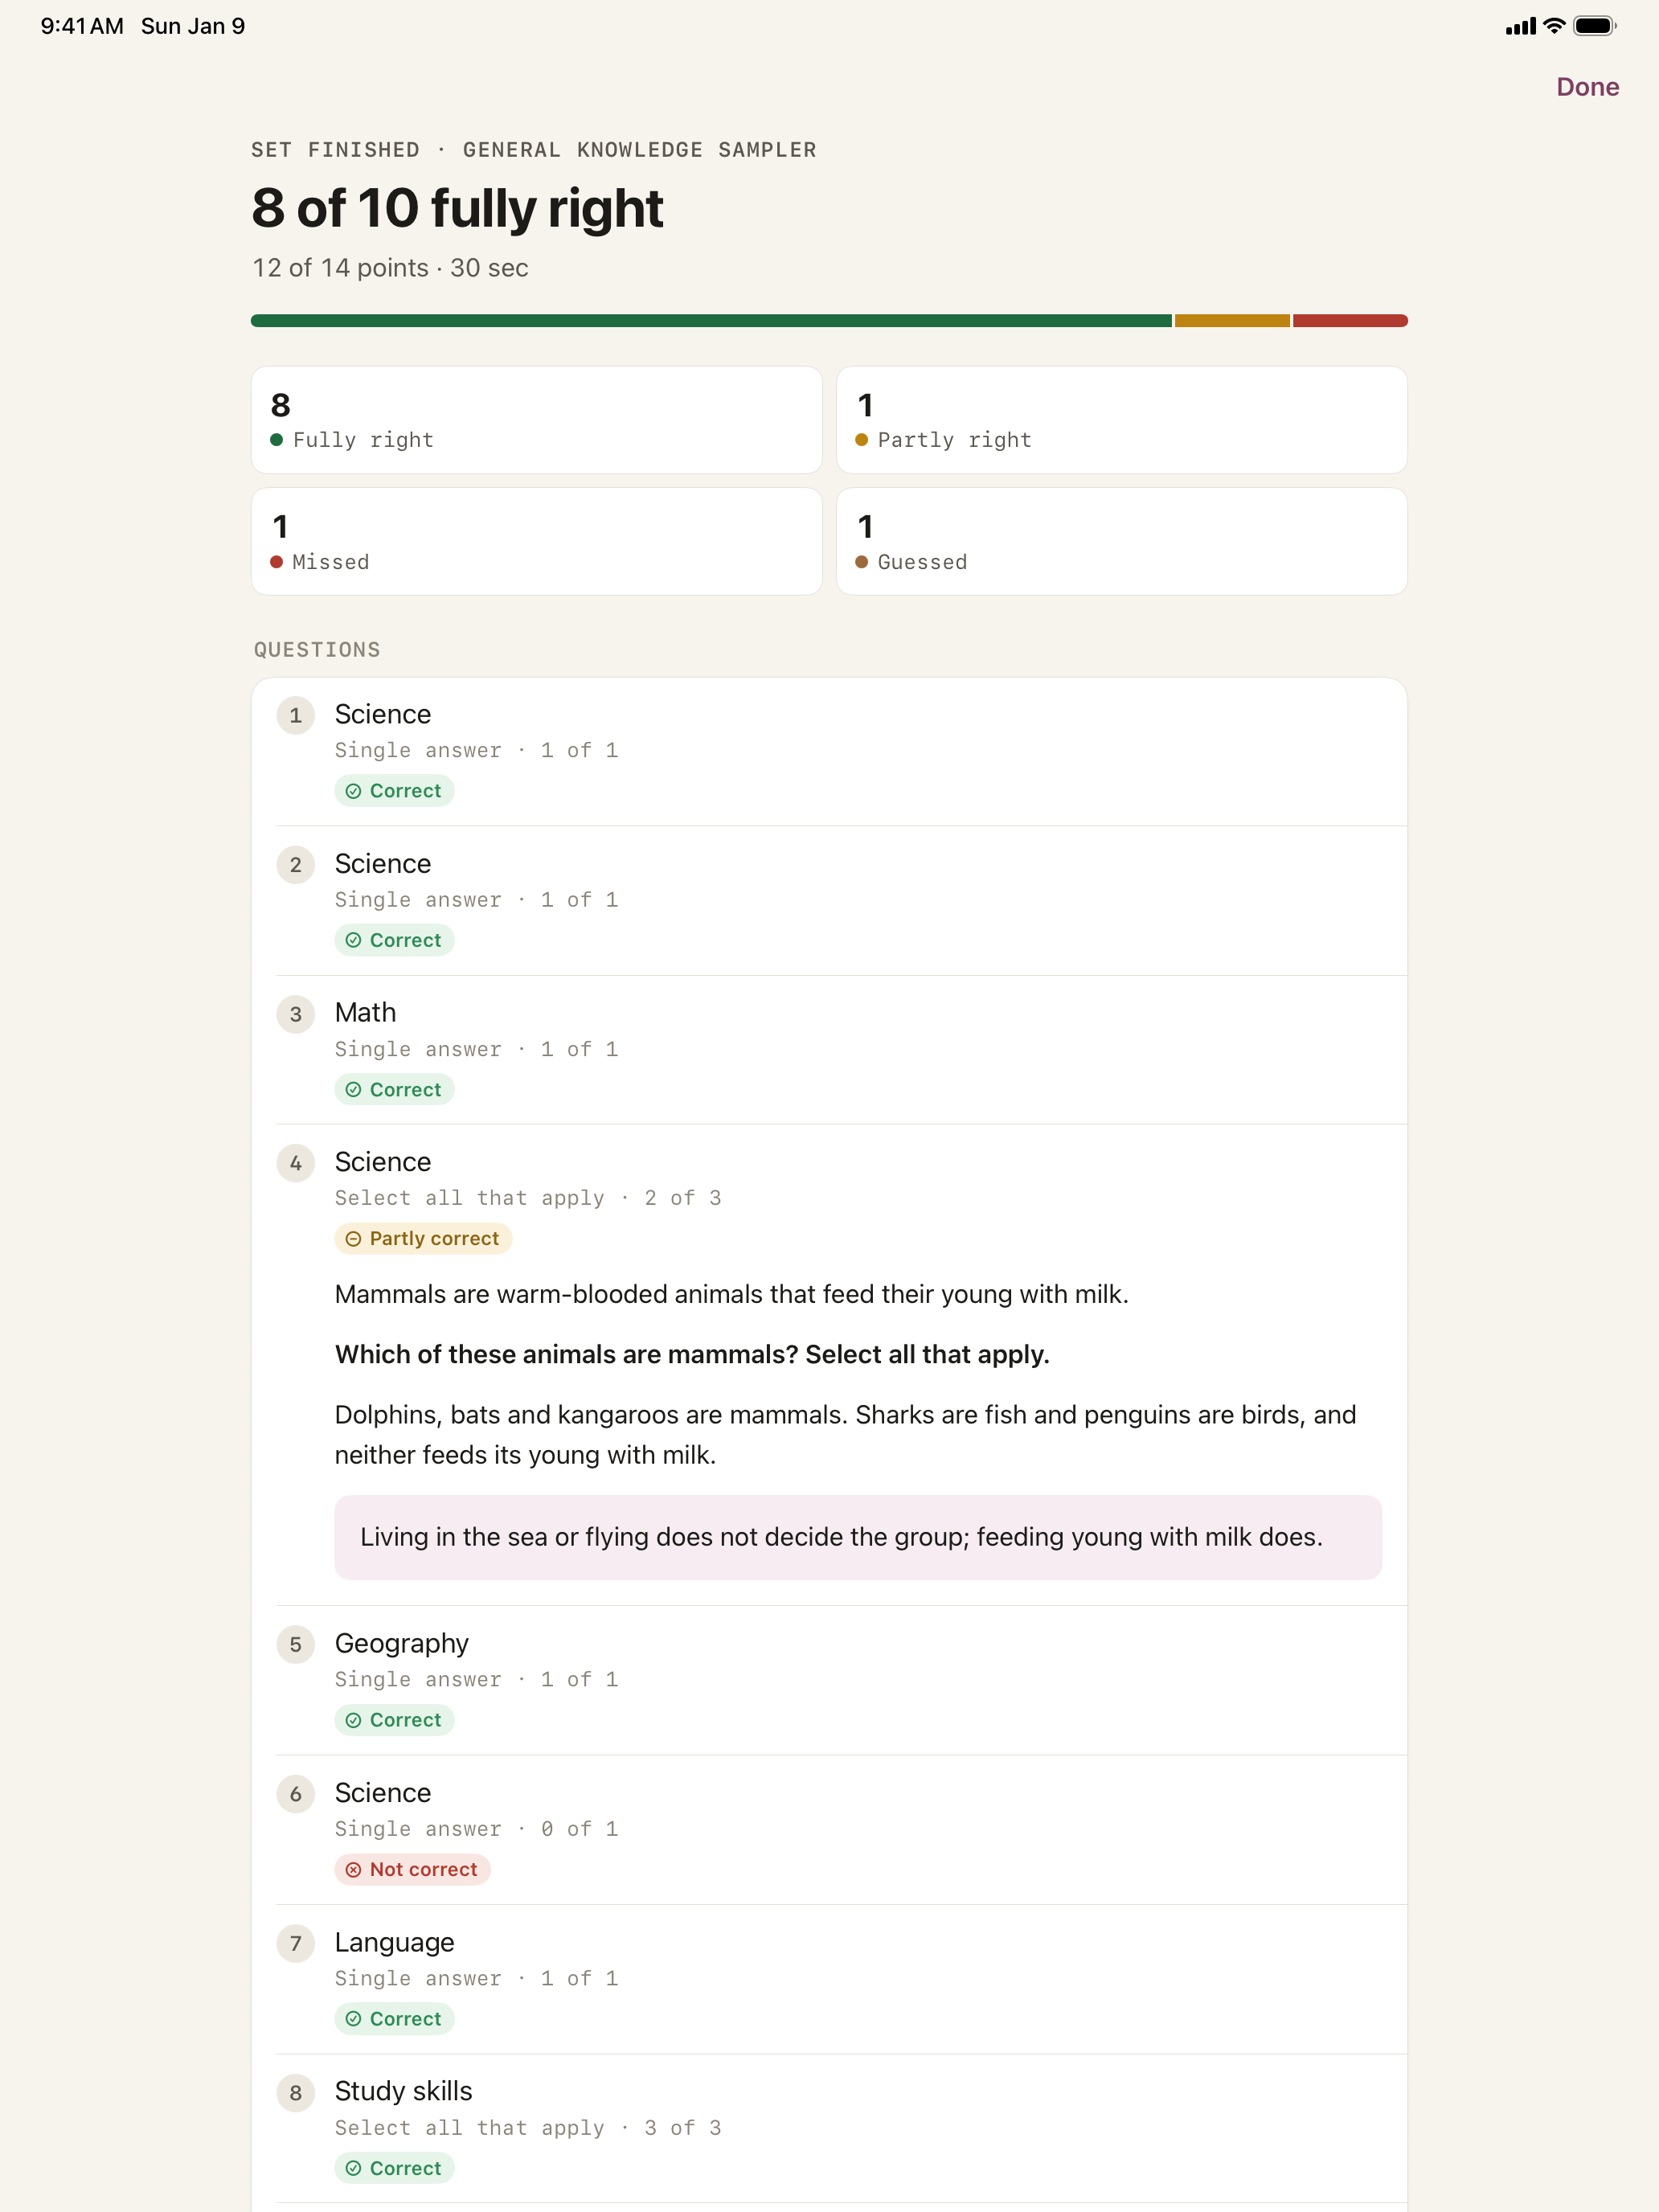 9:41 AM Sun Jan 9
Done
SET FINISHED · GENERAL KNOWLEDGE SAMPLER
8 of 10 fully right
12 of 14 points · 30 sec
8
Fully right
1
Partly right
1
Missed
1
Guessed
QUESTIONS
1 Science
Single answer · 1 of 1
Correct
2 Science
Single answer · 1 of 1
Correct
3 Math
Single answer · 1 of 1
Correct
4 Science
Select all that apply · 2 of 3
Partly correct
Mammals are warm-blooded animals that feed their young with milk.
Which of these animals are mammals? Select all that apply.
Dolphins, bats and kangaroos are mammals. Sharks are fish and penguins are birds, and
neither feeds its young with milk.
Living in the sea or flying does not decide the group; feeding young with milk does.
5 Geography
Single answer · 1 of 1
Correct
6 Science
Single answer · 0 of 1
Not correct
7 Language
Single answer · 1 of 1
Correct
8 Study skills
Select all that apply · 3 of 3
Correct